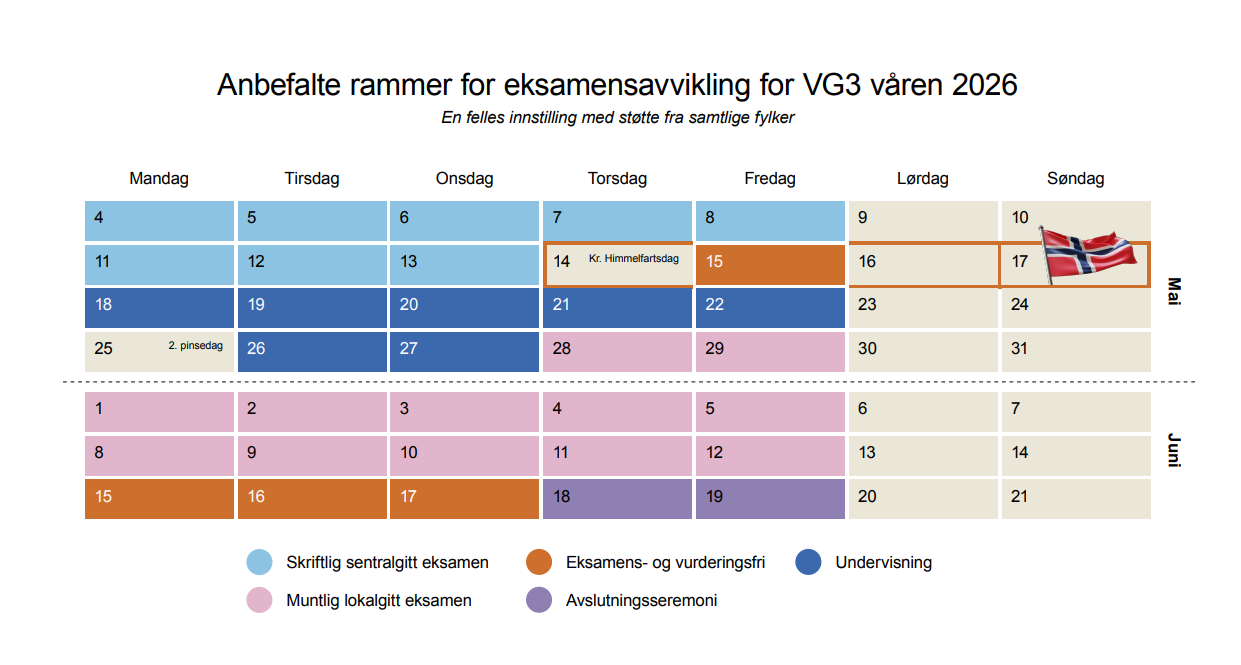 Anbefalte rammer for eksamensavvikling for VG3 våren 2026
En felles innstilling med støtte fra samtlige fylker
Mandag Tirsdag Onsdag Torsdag Fredag Lørdag Søndag
4 5 6 7 8 9 10
11 12 13 14 Kr. Himmelfartsdag 15 16 17
Mai
18 19 20 21 22 23 24
25 2. pinsedag 26 27 28 29 30 31
1 2 3 4 5 6 7
Juni
8 9 10 11 12 13 14
15 16 17 18 19 20 21
Skriftlig sentralgitt eksamen Eksamens- og vurderingsfri Undervisning
Muntlig lokalgitt eksamen Avslutningsseremoni